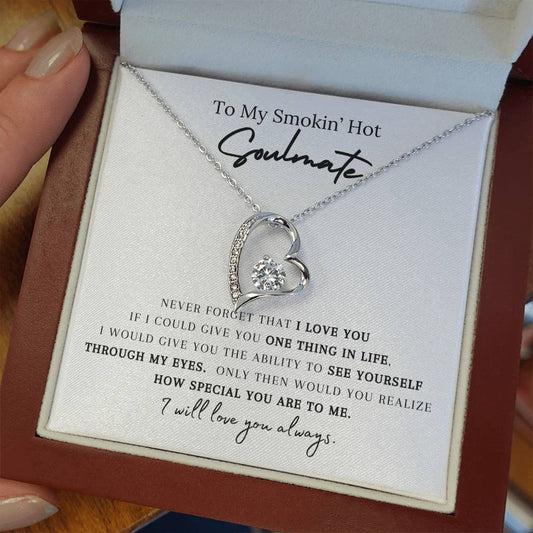 To My Smokin' Hot
Soulmate
NEVER FORGET THAT I LOVE YOU
IF I COULD GIVE YOU ONE THING IN LIFE,
I WOULD GIVE YOU THE ABILITY TO SEE YOURSELF
THROUGH MY EYES. ONLY THEN WOULD YOU REALIZE
HOW SPECIAL YOU ARE TO ME.
I will love you always.